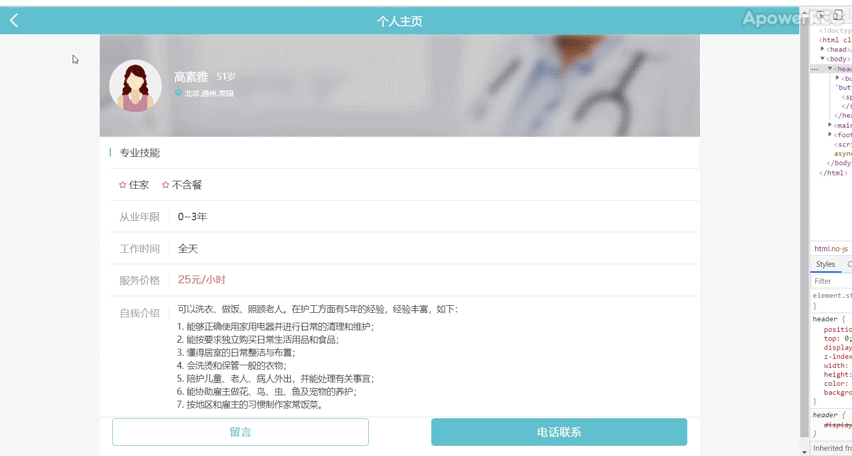 个人主页
ApowerREC
高素雅 51岁
北京.通州.果园
专业技能
住家 不含餐
从业年限 0~3年
工作时间 全天
服务价格 25元/小时
自我介绍 可以洗衣、做饭、照顾老人。在护工方面有5年的经验，经验丰富，如下：
1. 能够正确使用家用电器并进行日常的清理和维护；
2. 能按要求独立购买日常生活用品和食品；
3. 懂得居室的日常整洁与布置；
4. 会洗烫和保管一般的衣物；
5. 陪护儿童、老人、病人外出，并能处理有关事宜；
6. 能协助雇主做花、鸟、虫、鱼及宠物的养护；
7. 按地区和雇主的习惯制作家常饭菜。
留言 电话联系
<!doctyp
<html cl
<head>
<body>
<hea
<bu
"but
<sp
</s
</hea
<main
<foot
<scr
async
</body>
</html>
html.no-js
Styles C
Filter
element.st
}
header {
positio
top: 0;
displa
z-index
width:
height:
color:
backgro
}
header {
display
}
Inherited fro